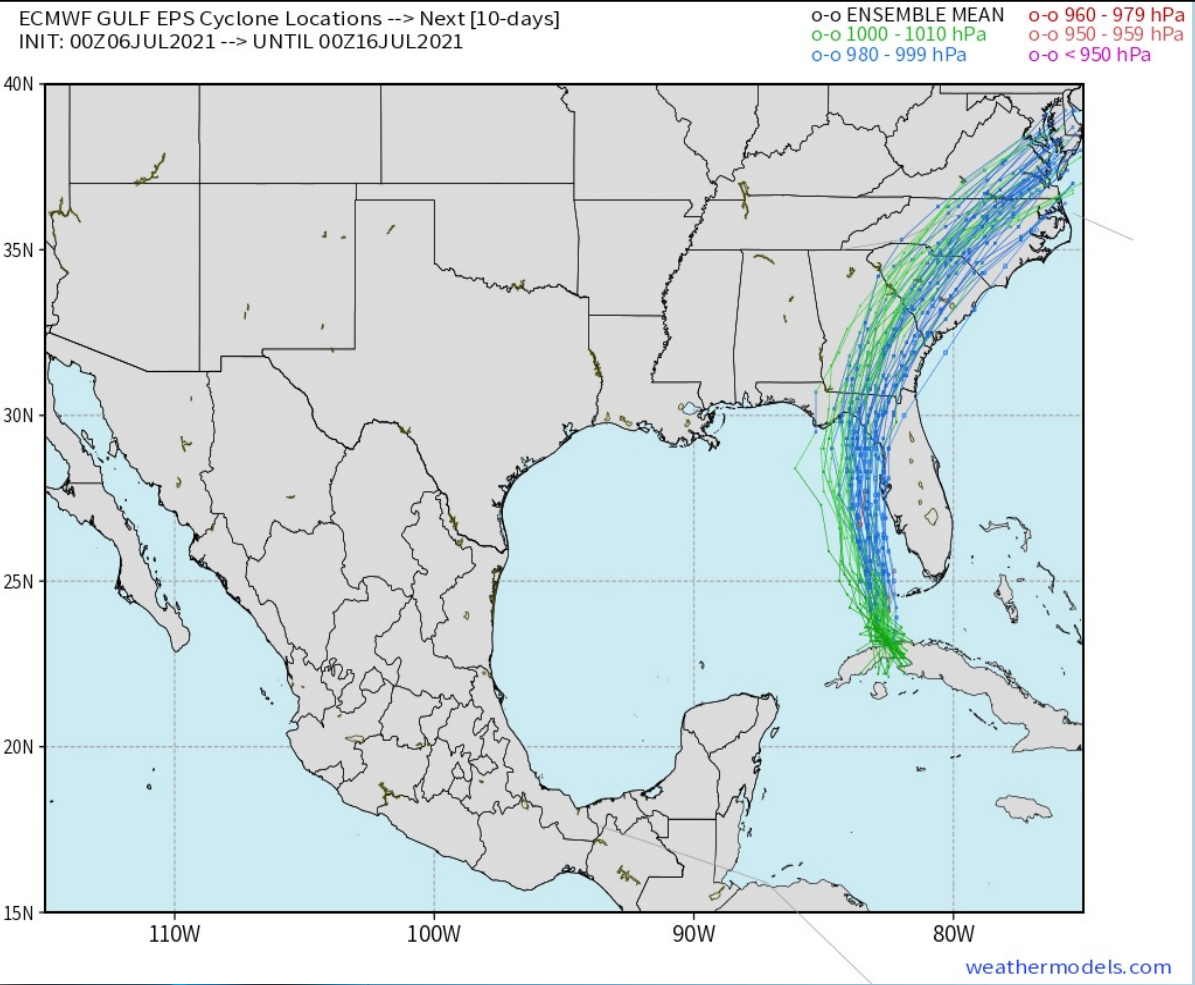 ECMWF GULF EPS Cyclone Locations --> Next [10-days]
INIT: 00Z06JUL2021 --> UNTIL 00Z16JUL2021
o-o ENSEMBLE MEAN
o-o 1000 - 1010 hPa
o-o 980 - 999 hPa
o-o 960 - 979 hPa
o-o 950 - 959 hPa
o-o < 950 hPa
40N
35N
30N
25N
20N
15N
110W 100W 90W 80W
weathermodels.com